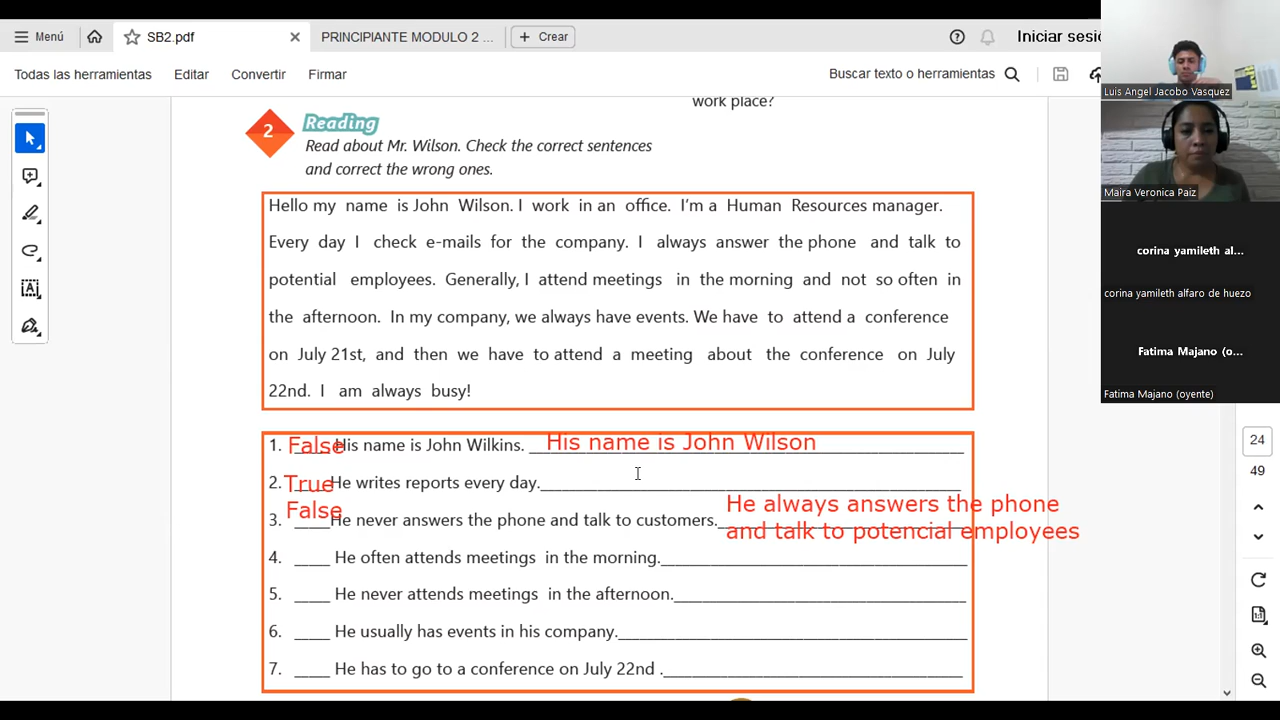 Menú
SB2.pdf
PRINCIPIANTE MODULO 2 ...
Crear
Iniciar sesió
Todas las herramientas
Editar
Convertir
Firmar
Buscar texto o herramientas
work place?
2
Reading
Read about Mr. Wilson. Check the correct sentences
and correct the wrong ones.
Hello my name is John Wilson. I work in an office. I'm a Human Resources manager.
Every day I check e-mails for the company. I always answer the phone and talk to
potential employees. Generally, I attend meetings in the morning and not so often in
the afternoon. In my company, we always have events. We have to attend a conference
on July 21st, and then we have to attend a meeting about the conference on July
22nd. I am always busy!
1. False His name is John Wilkins. His name is John Wilson
2. True He writes reports every day.
3. False He never answers the phone and talk to customers. He always answers the phone
and talk to potencial employees
4. ____ He often attends meetings in the morning.
5. ____ He never attends meetings in the afternoon.
6. ____ He usually has events in his company.
7. ____ He has to go to a conference on July 22nd .
24
49
Luis Angel Jacobo Vasquez
Maira Veronica Paiz
corina yamileth al...
corina yamileth alfaro de huezo
Fatima Majano (o...
Fatima Majano (oyente)